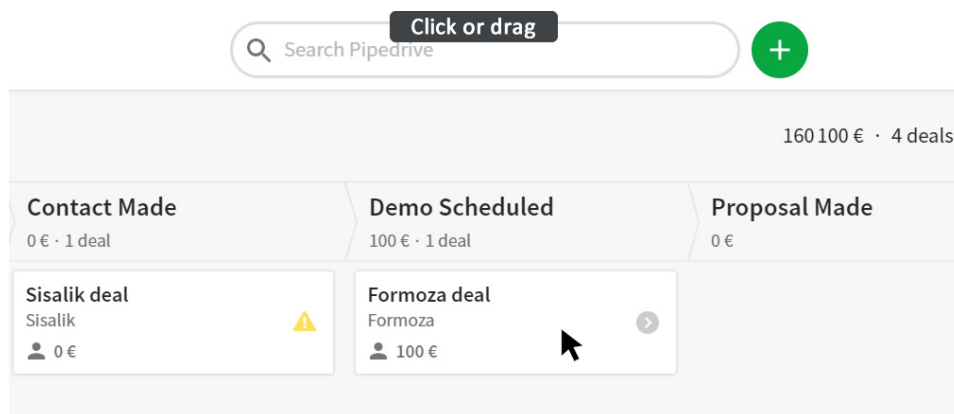 Click or drag
Search Pipedrive
160 100 € · 4 deals
Contact Made
0 € · 1 deal
Demo Scheduled
100 € · 1 deal
Proposal Made
0 €
Sisalik deal
Sisalik
0 €
Formoza deal
Formoza
100 €